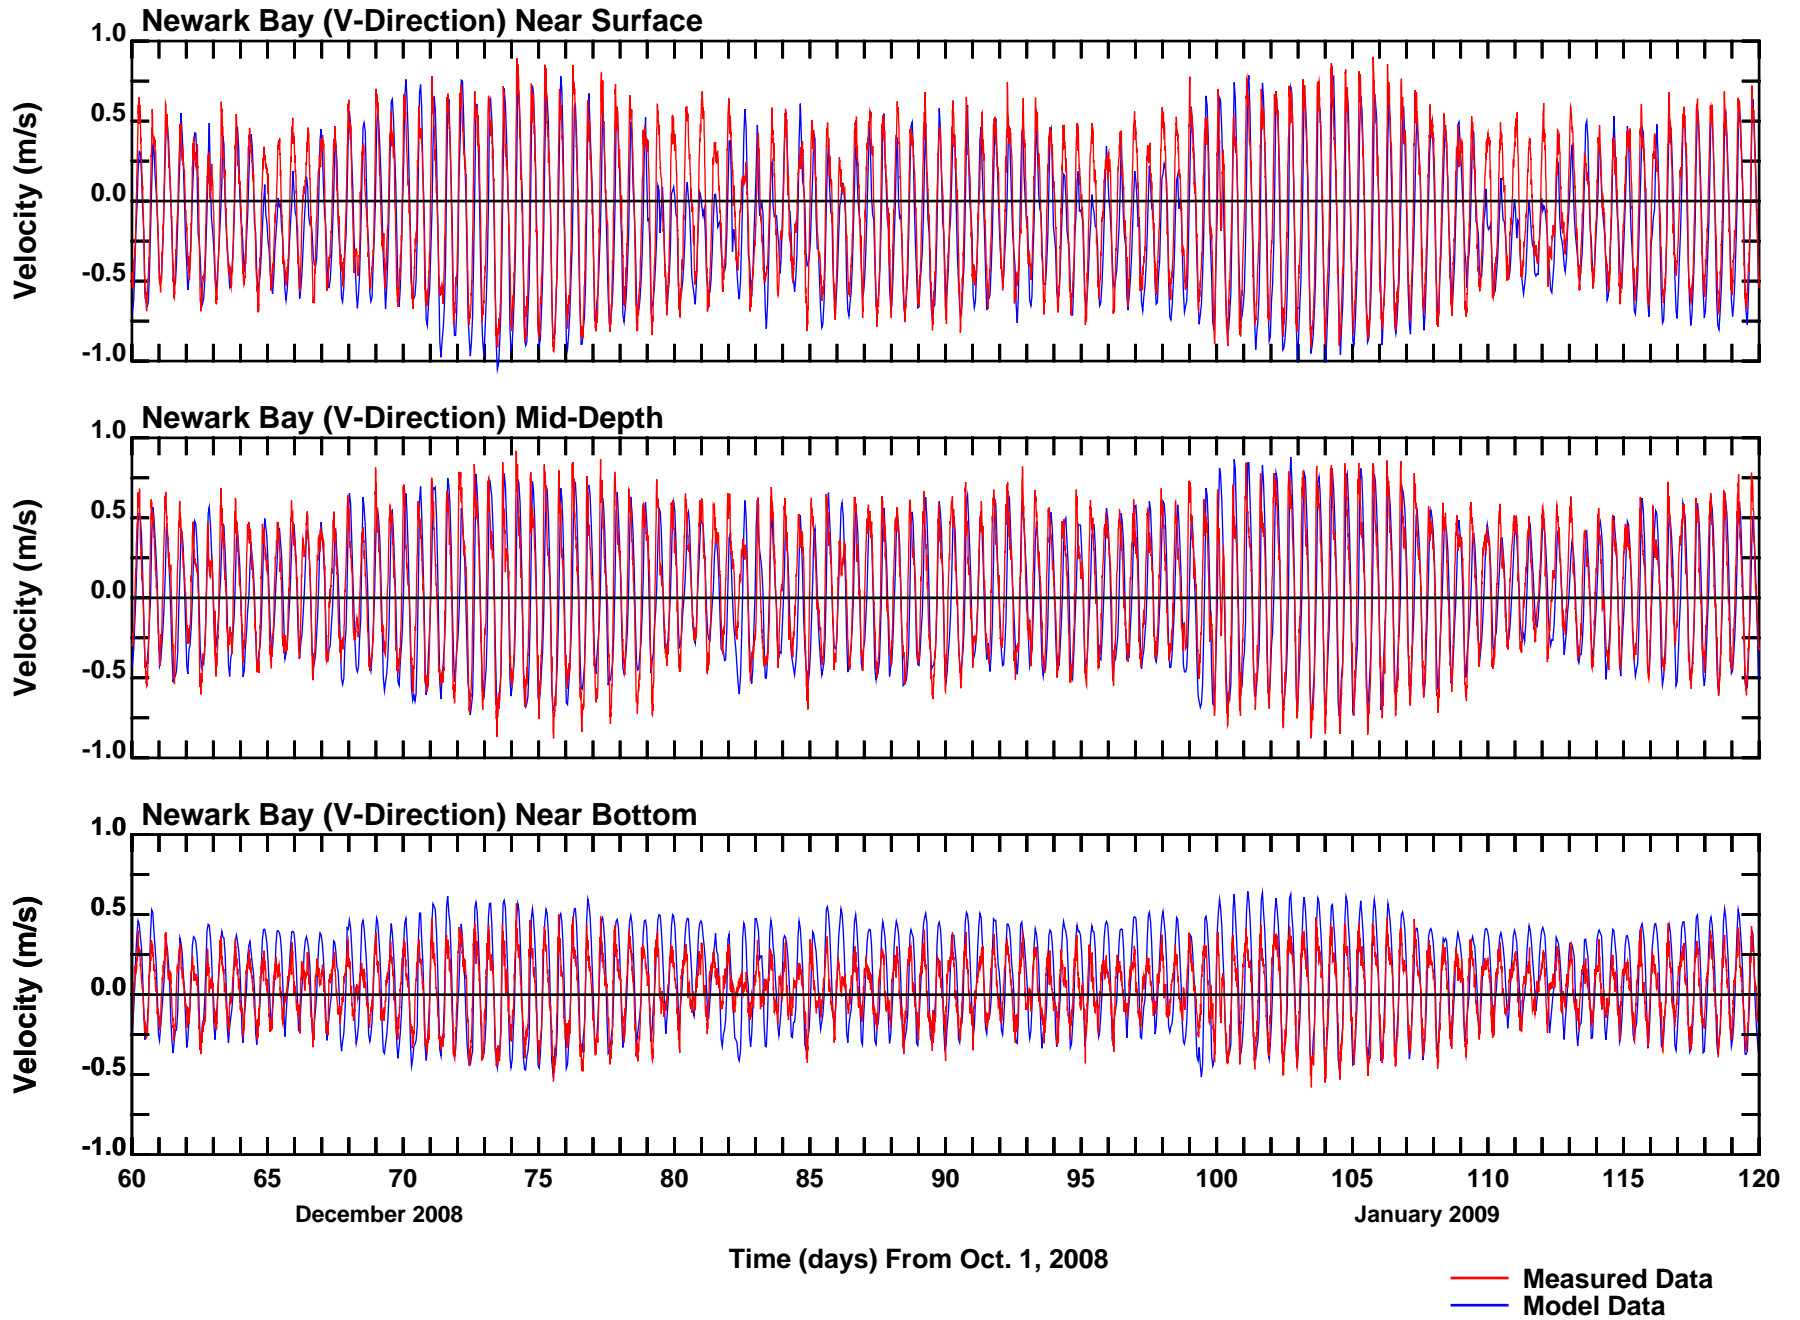 Newark Bay (V-Direction) Near Surface
1.0
0.5
0.0
-0.5
-1.0
Velocity (m/s)
Newark Bay (V-Direction) Mid-Depth
1.0
0.5
0.0
-0.5
-1.0
Velocity (m/s)
Newark Bay (V-Direction) Near Bottom
1.0
0.5
0.0
-0.5
-1.0
Velocity (m/s)
60 65 70 75 80 85 90 95 100 105 110 115 120
December 2008 January 2009
Time (days) From Oct. 1, 2008
Measured Data
Model Data